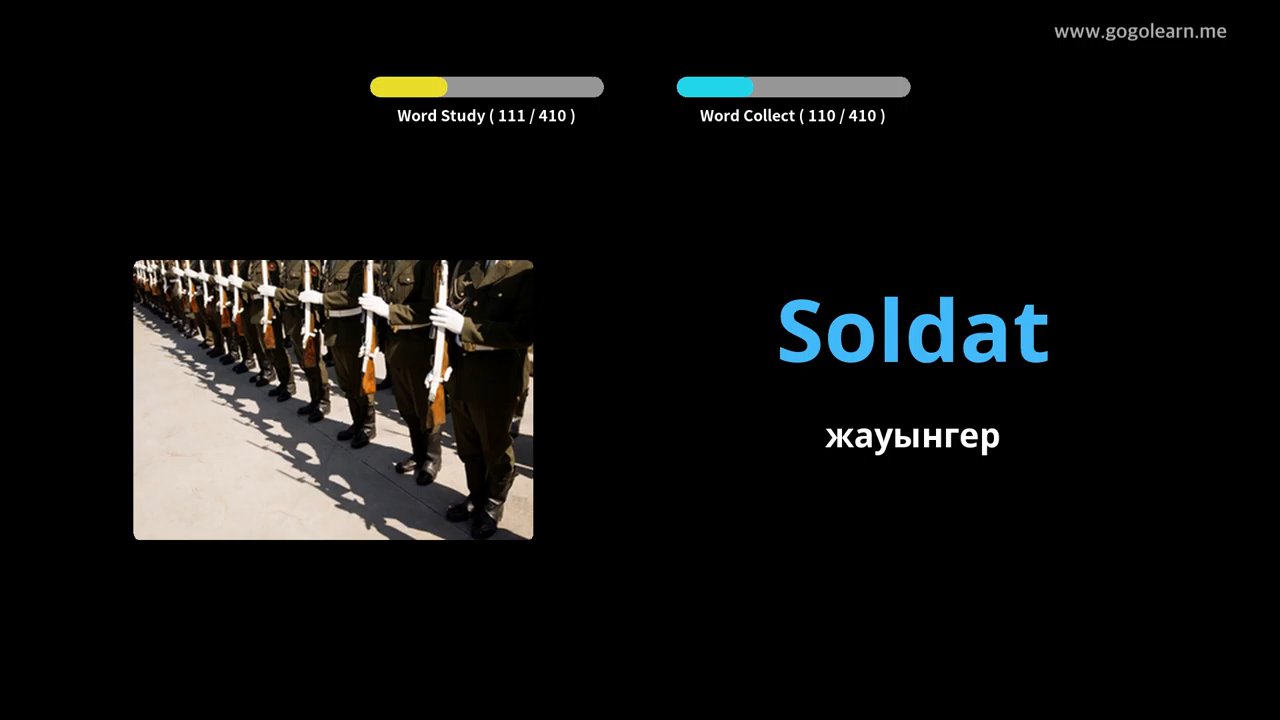 www.gogolearn.me
Word Study ( 111 / 410 )
Word Collect ( 110 / 410 )
Soldat
жауынгер